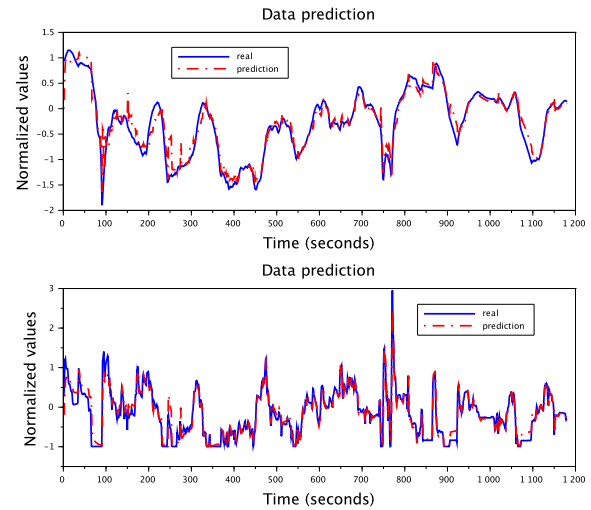 Data prediction
1.5
1
0.5
0
−0.5
−1
−1.5
−2
Normalized values
real
prediction
0 100 200 300 400 500 600 700 800 900 1 000 1 100 1 200
Time (seconds)
Data prediction
3
2
1
0
−1
Normalized values
real
prediction
0 100 200 300 400 500 600 700 800 900 1 000 1 100 1 200
Time (seconds)